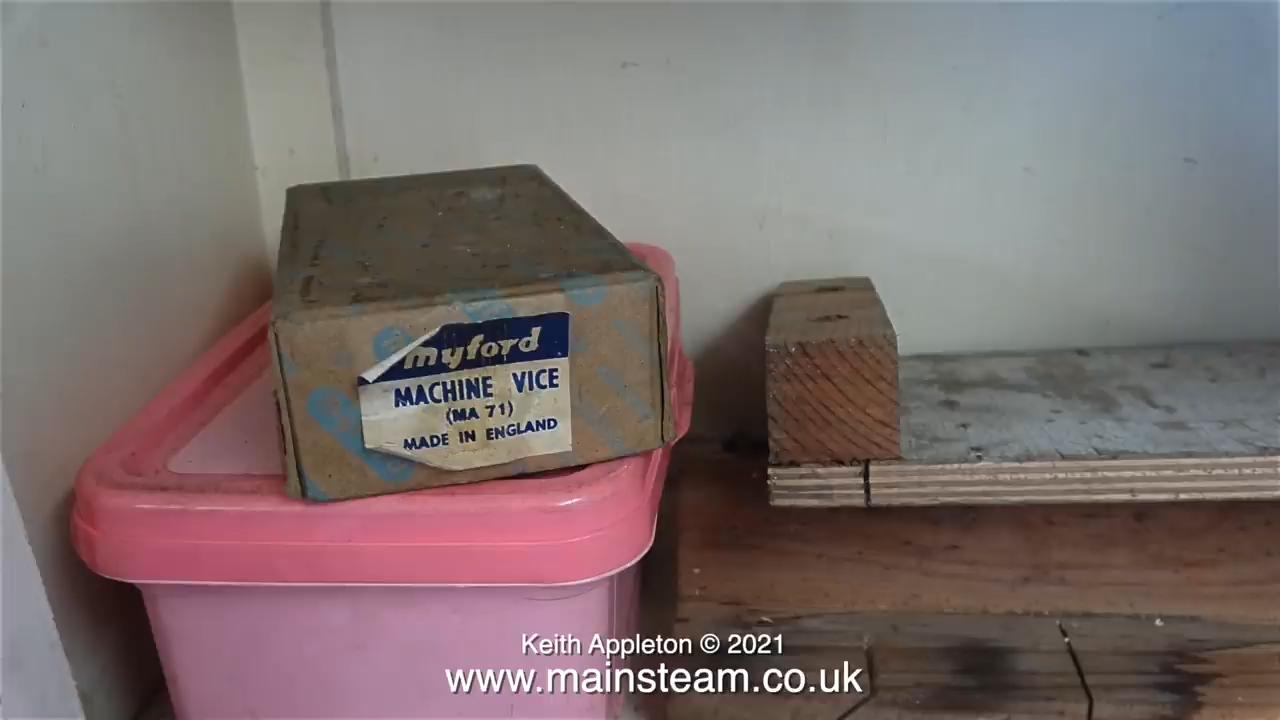 myford
MACHINE VICE
(MA 71)
MADE IN ENGLAND
Keith Appleton © 2021
www.mainsteam.co.uk